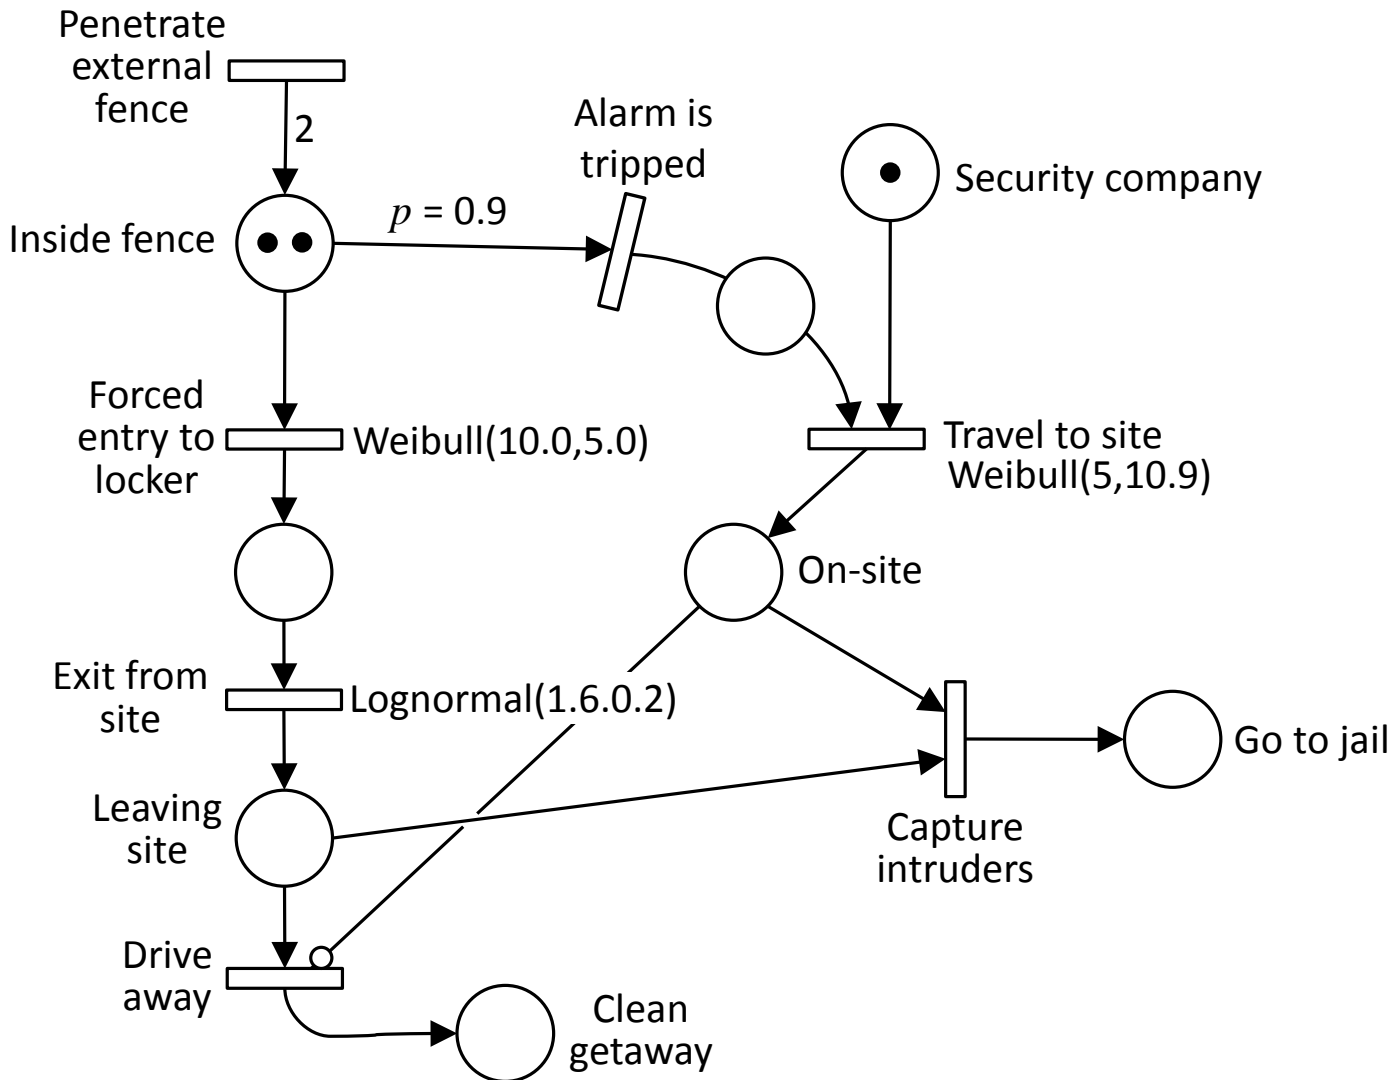 Penetrate
external
fence
2
Alarm is
tripped
Security company
p = 0.9
Inside fence
Forced
entry to
locker
Weibull(10.0,5.0)
Travel to site
Weibull(5,10.9)
On-site
Exit from
site
Lognormal(1.6.0.2)
Go to jail
Leaving
site
Capture
intruders
Drive
away
Clean
getaway